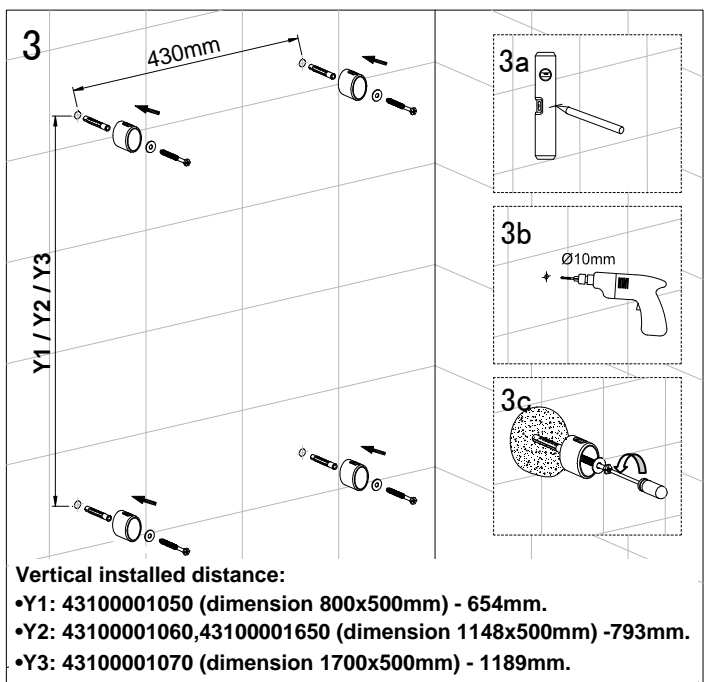 3
430mm
Y1 / Y2 / Y3
3a
3b
Ø10mm
3c
Vertical installed distance:
•Y1: 43100001050 (dimension 800x500mm) - 654mm.
•Y2: 43100001060,43100001650 (dimension 1148x500mm) -793mm.
•Y3: 43100001070 (dimension 1700x500mm) - 1189mm.